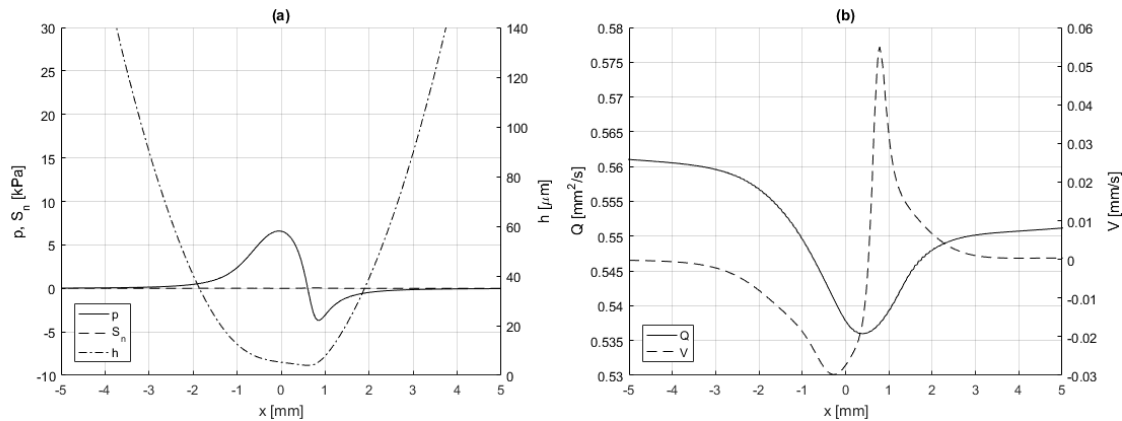 (a)
30
25
20
15
10
5
0
-5
-10
p, Sn [kPa]
140
120
100
80
60
40
20
0
h [μm]
p
Sn
h
-5 -4 -3 -2 -1 0 1 2 3 4 5
x [mm]
(b)
0.58
0.575
0.57
0.565
0.56
0.555
0.55
0.545
0.54
0.535
0.53
Q [mm²/s]
0.06
0.05
0.04
0.03
0.02
0.01
0
-0.01
-0.02
-0.03
V [mm/s]
Q
V
-5 -4 -3 -2 -1 0 1 2 3 4 5
x [mm]